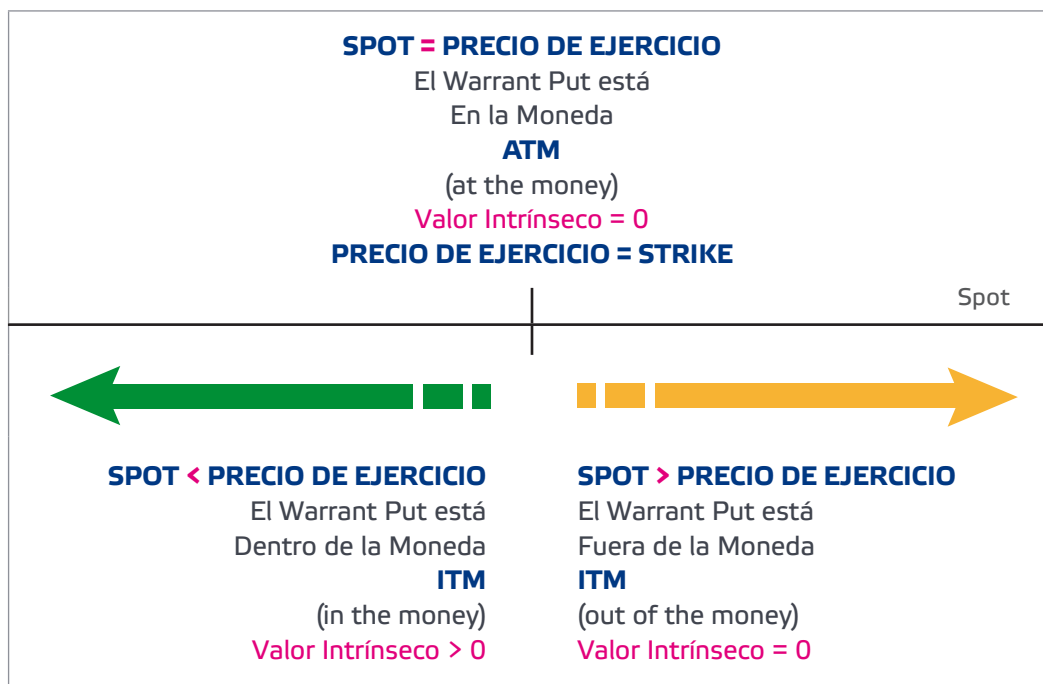 SPOT = PRECIO DE EJERCICIO
El Warrant Put está
En la Moneda
ATM
(at the money)
Valor Intrínseco = 0
PRECIO DE EJERCICIO = STRIKE
Spot
SPOT < PRECIO DE EJERCICIO
El Warrant Put está
Dentro de la Moneda
ITM
(in the money)
Valor Intrínseco > 0
SPOT > PRECIO DE EJERCICIO
El Warrant Put está
Fuera de la Moneda
ITM
(out of the money)
Valor Intrínseco = 0